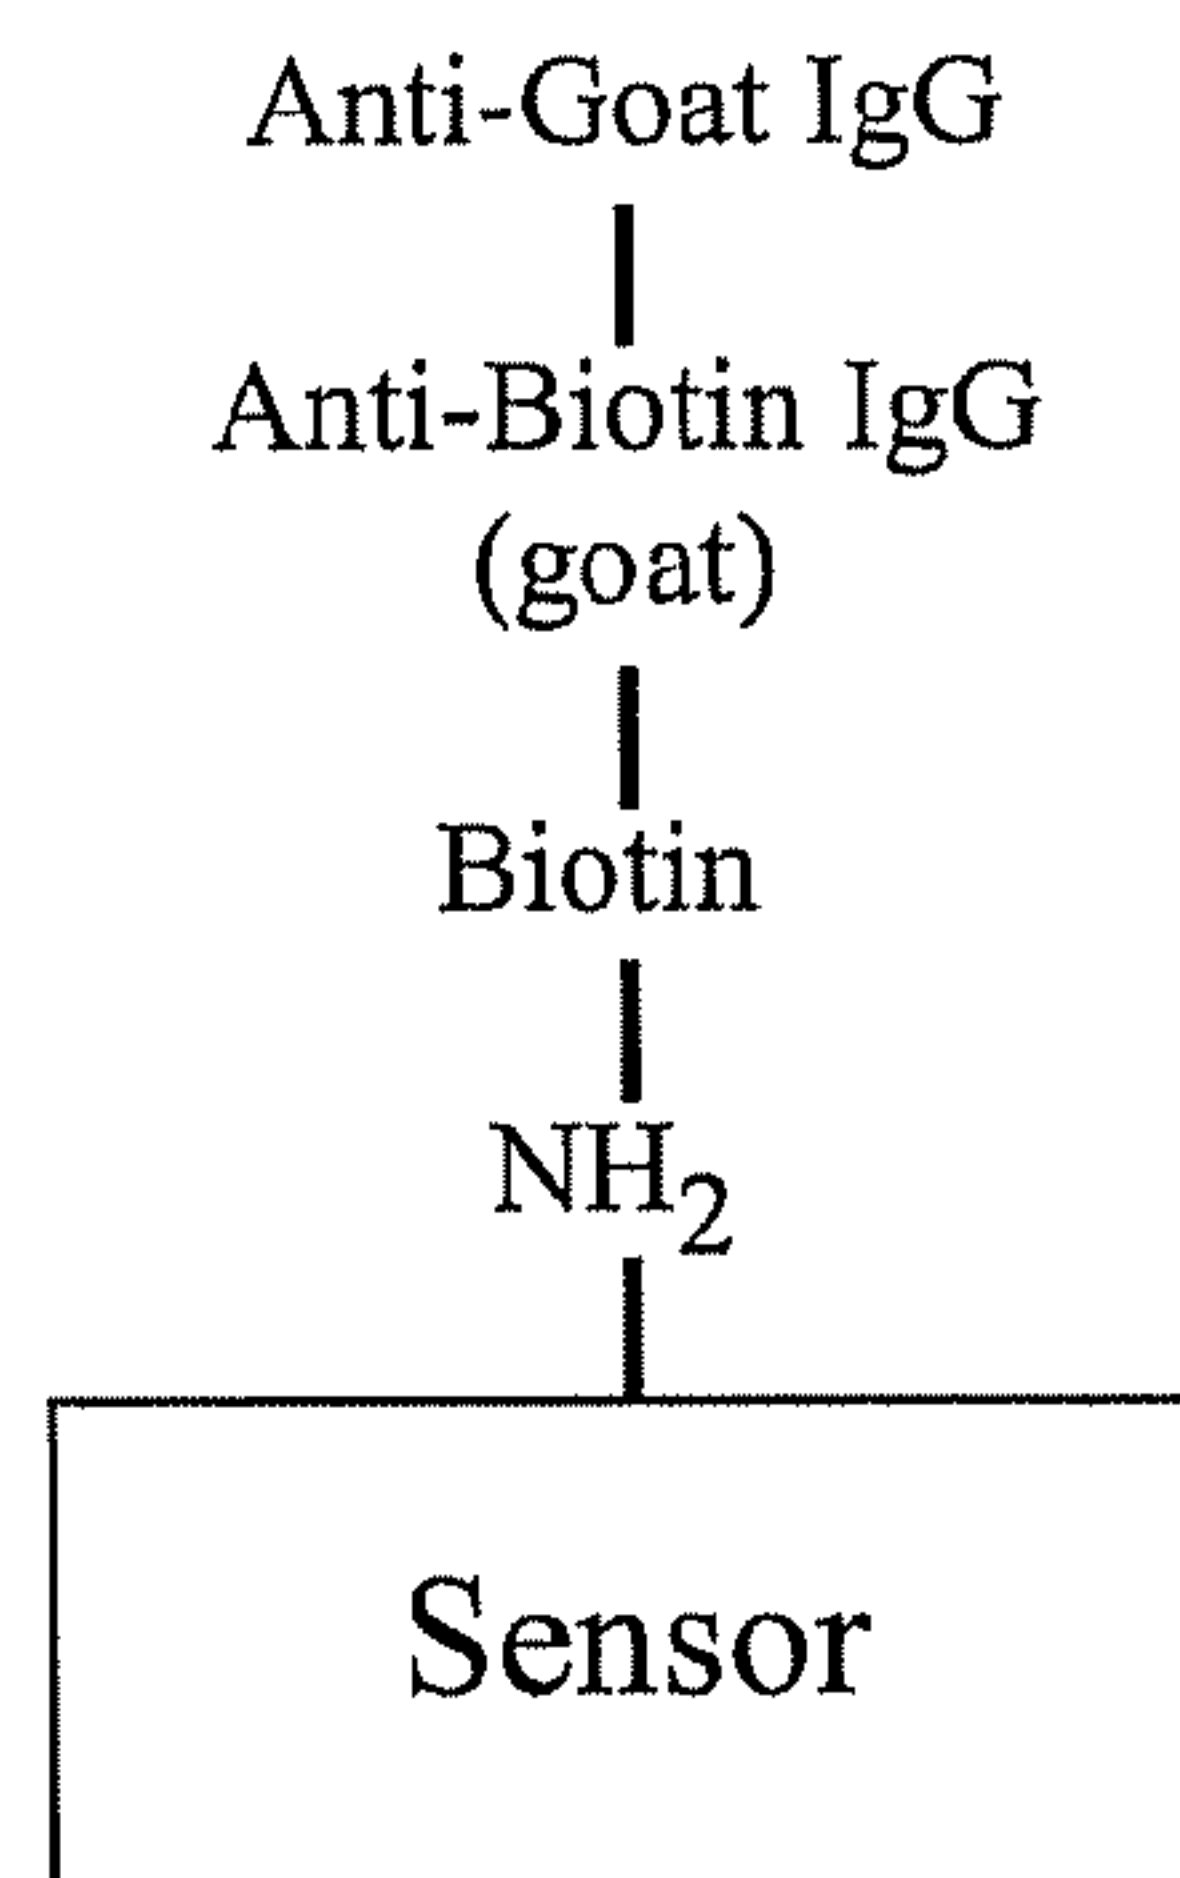 Anti-Goat IgG
Anti-Biotin IgG
(goat)
Biotin
NH2
Sensor